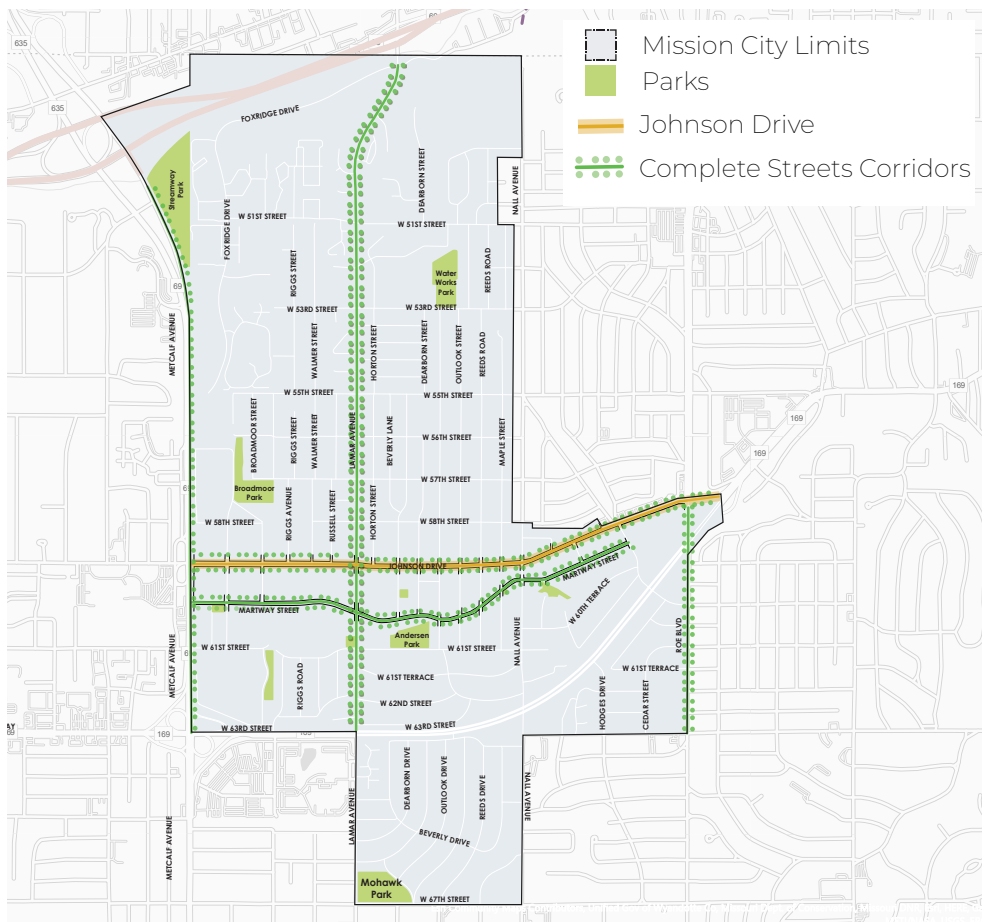 Mission City Limits
Parks
Johnson Drive
Complete Streets Corridors
635
635
69
FOXRIDGE DRIVE
Streamway
Park
DEARBORN STREET
NALL AVENUE
FOXRIDGE DRIVE
W 51ST STREET
W 51ST STREET
RIGGS STREET
Water
Works
Park
REEDS ROAD
W 53RD STREET
W 53RD STREET
METCALF AVENUE
WALMER STREET
HORTON STREET
DEARBORN STREET
OUTLOOK STREET
REEDS ROAD
W 55TH STREET
W 55TH STREET
169
169
169
BROADMOOR STREET
RIGGS STREET
WALMER STREET
LAMAR AVENUE
BEVERLY LANE
W 56TH STREET
MAPLE STREET
W 57TH STREET
Broadmoor
Park
RIGGS AVENUE
RUSSELL STREET
HORTON STREET
W 58TH STREET
W 58TH STREET
JOHNSON DRIVE
MARTWAY STREET
MARTWAY STREET
W 60TH TERRACE
Andersen
Park
W 61ST STREET
W 61ST STREET
NALL AVENUE
ROE BLVD
METCALF AVENUE
RIGGS ROAD
W 61ST TERRACE
W 61ST TERRACE
HODGES DRIVE
CEDAR STREET
W 62ND STREET
W 63RD STREET
W 63RD STREET
169
DEARBORN DRIVE
OUTLOOK DRIVE
REEDS DRIVE
NALL AVENUE
LAMAR AVENUE
METCALF AVENUE
BEVERLY DRIVE
Mohawk
Park
W 67TH STREET